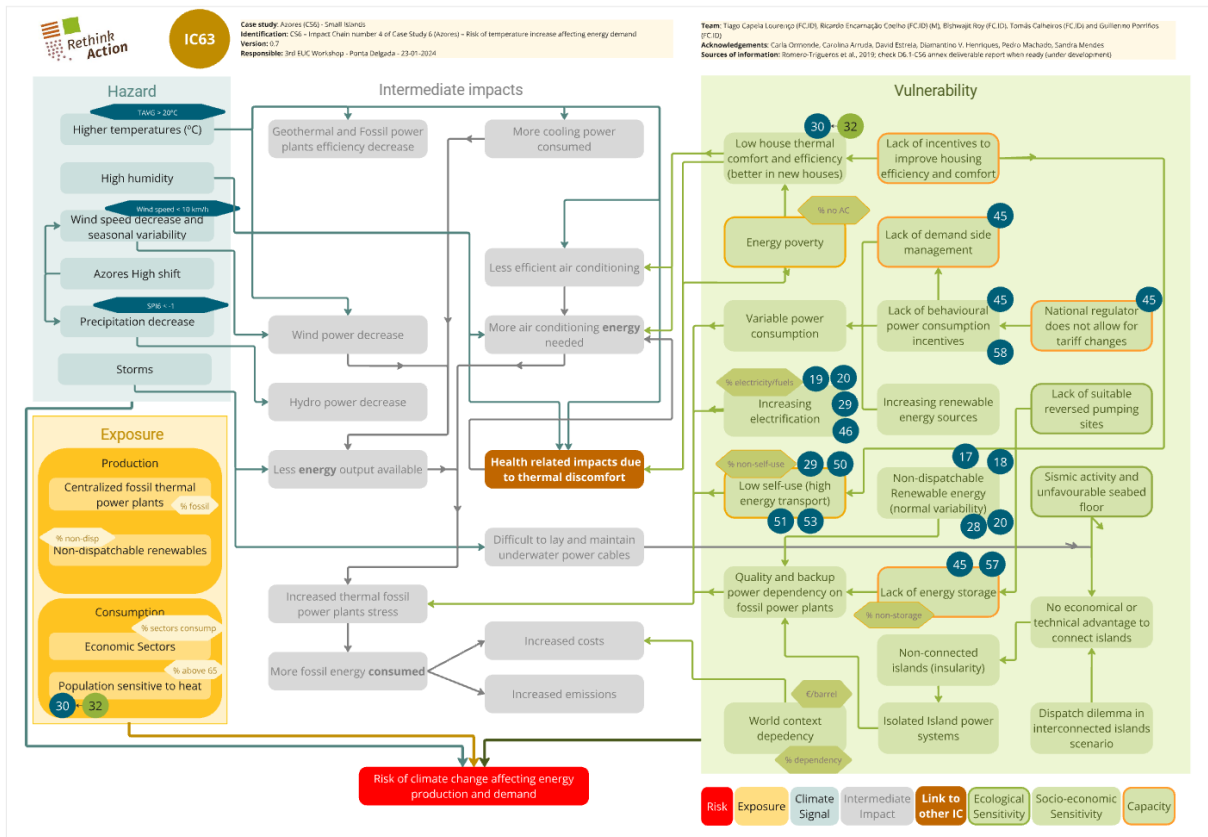 Rethink
Action
IC63
Case study: Azores (CS6) - Small Islands
Identification: CS6 – Impact Chain number 4 of Case Study 6 (Azores) – Risk of temperature increase affecting energy demand
Version: 0.7
Responsible: 3rd EUC Workshop - Ponta Delgada - 23-01-2024
Team: Tiago Capela Lourenço (FC.ID), Ricardo Encarnação Coelho (FC.ID) (M), Bishwajit Roy (FC.ID), Tomás Calheiros (FC.ID) and Guillermo Porriños
(FC.ID)
Acknowledgements: Carla Ormonde, Carolina Arruda, David Estrela, Diamantino V. Henriques, Pedro Machado, Sandra Mendes
Sources of information: Romero-Trigueros et al., 2019; check D6.1-CS6 annex deliverable report when ready (under development)
Hazard
TAVG > 20ºC
Higher temperatures (ºC)
High humidity
Wind speed < 10 km/h
Wind speed decrease and
seasonal variability
Azores High shift
SPI6 < -1
Precipitation decrease
Storms
Exposure
Production
Centralized fossil thermal
power plants
% fossil
% non-disp
Non-dispatchable renewables
Consumption
% sectors consump
Economic Sectors
% above 65
Population sensitive to heat
30
32
Intermediate impacts
Geothermal and Fossil power
plants efficiency decrease
More cooling power
consumed
Less efficient air conditioning
Wind power decrease
More air conditioning energy
needed
Hydro power decrease
Less energy output available
Health related impacts due
to thermal discomfort
Difficult to lay and maintain
underwater power cables
Increased thermal fossil
power plants stress
More fossil energy consumed
Increased costs
Increased emissions
Risk of climate change affecting energy
production and demand
Vulnerability
30
32
Low house thermal
comfort and efficiency
(better in new houses)
Lack of incentives to
improve housing
efficiency and comfort
% no AC
Energy poverty
45
Lack of demand side
management
Variable power
consumption
45
Lack of behavioural
power consumption
incentives
58
45
National regulator
does not allow for
tariff changes
% electricity/fuels
19
20
Increasing
electrification
29
46
Increasing renewable
energy sources
Lack of suitable
reversed pumping
sites
% non-self-use
29
50
Low self-use (high
energy transport)
51
53
17
18
Non-dispatchable
Renewable energy
(normal variability)
28
20
Sismic activity and
unfavourable seabed
floor
Quality and backup
power dependency on
fossil power plants
45
57
Lack of energy storage
% non-storage
No economical or
technical advantage to
connect islands
Non-connected
islands (insularity)
€/barrel
World context
depedency
% dependency
Isolated Island power
systems
Dispatch dilemma in
interconnected islands
scenario
Risk
Exposure
Climate
Signal
Intermediate
Impact
Link to
other IC
Ecological
Sensitivity
Socio-economic
Sensitivity
Capacity